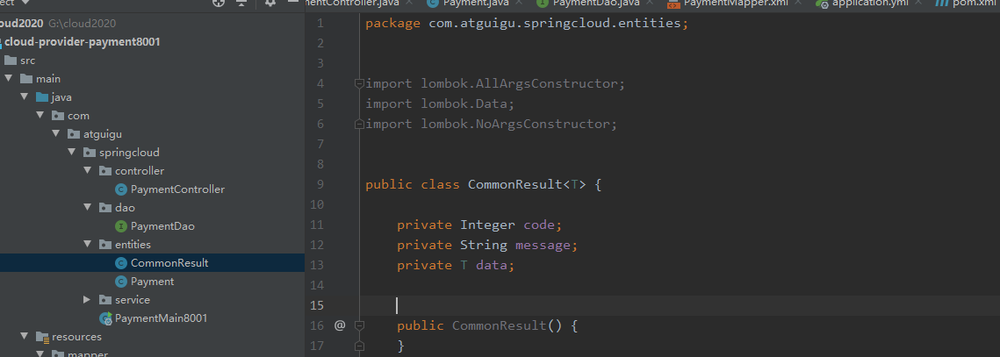 ect
mentController.java Payment.java PaymentDao.java PaymentMapper.xml application.yml pom.xml
oud2020 G:\cloud2020
cloud-provider-payment8001
src
main
java
com
atguigu
springcloud
controller
PaymentController
dao
PaymentDao
entities
CommonResult
Payment
service
PaymentMain8001
resources
mapper
1 package com.atguigu.springcloud.entities;
2
3
4 import lombok.AllArgsConstructor;
5 import lombok.Data;
6 import lombok.NoArgsConstructor;
7
8
9 public class CommonResult<T> {
10
11 private Integer code;
12 private String message;
13 private T data;
14
15
16 @ public CommonResult() {
17 }